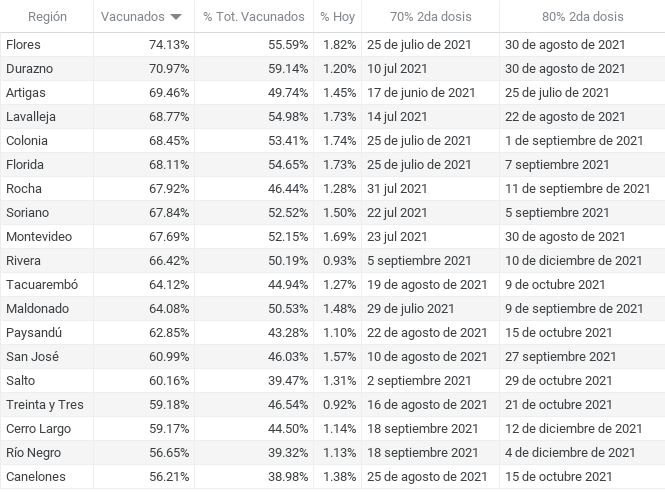 Región Vacunados % Tot. Vacunados % Hoy 70% 2da dosis 80% 2da dosis
Flores 74.13% 55.59% 1.82% 25 de julio de 2021 30 de agosto de 2021
Durazno 70.97% 59.14% 1.20% 10 jul 2021 30 de agosto de 2021
Artigas 69.46% 49.74% 1.45% 17 de junio de 2021 25 de julio de 2021
Lavalleja 68.77% 54.98% 1.73% 14 jul 2021 22 de agosto de 2021
Colonia 68.45% 53.41% 1.74% 25 de julio de 2021 1 de septiembre de 2021
Florida 68.11% 54.65% 1.73% 25 de julio de 2021 7 septiembre 2021
Rocha 67.92% 46.44% 1.28% 31 jul 2021 11 de septiembre de 2021
Soriano 67.84% 52.52% 1.50% 22 jul 2021 5 septiembre 2021
Montevideo 67.69% 52.15% 1.69% 23 jul 2021 30 de agosto de 2021
Rivera 66.42% 50.19% 0.93% 5 septiembre 2021 10 de diciembre de 2021
Tacuarembó 64.12% 44.94% 1.27% 19 de agosto de 2021 9 de octubre 2021
Maldonado 64.08% 50.53% 1.48% 29 de julio 2021 9 de septiembre de 2021
Paysandú 62.85% 43.28% 1.10% 22 de agosto de 2021 15 de octubre 2021
San José 60.99% 46.03% 1.57% 10 de agosto de 2021 27 septiembre 2021
Salto 60.16% 39.47% 1.31% 2 septiembre 2021 29 de octubre 2021
Treinta y Tres 59.18% 46.54% 0.92% 16 de agosto de 2021 21 de octubre 2021
Cerro Largo 59.17% 44.50% 1.14% 18 septiembre 2021 12 de diciembre de 2021
Río Negro 56.65% 39.32% 1.13% 18 septiembre 2021 4 de diciembre de 2021
Canelones 56.21% 38.98% 1.38% 25 de agosto de 2021 15 de octubre 2021